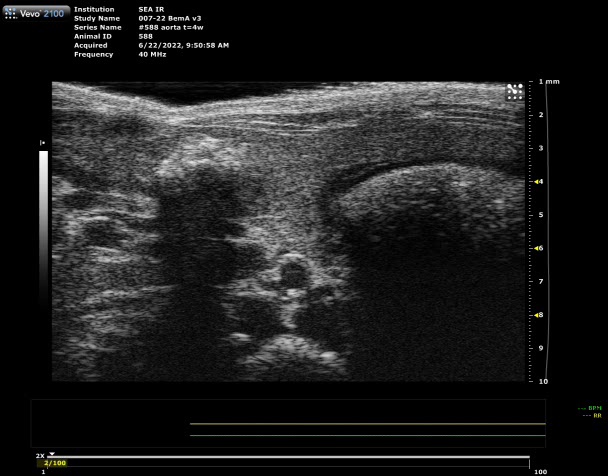 Vevo 2100
Institution SEA IR
Study Name 007-22 BemA v3
Series Name #588 aorta t=4w
Animal ID 588
Acquired 6/22/2022, 9:50:58 AM
Frequency 40 MHz
1 mm
2
3
4
5
6
7
8
9
10
--- BPM
--- RR
2X
2/100
1 100